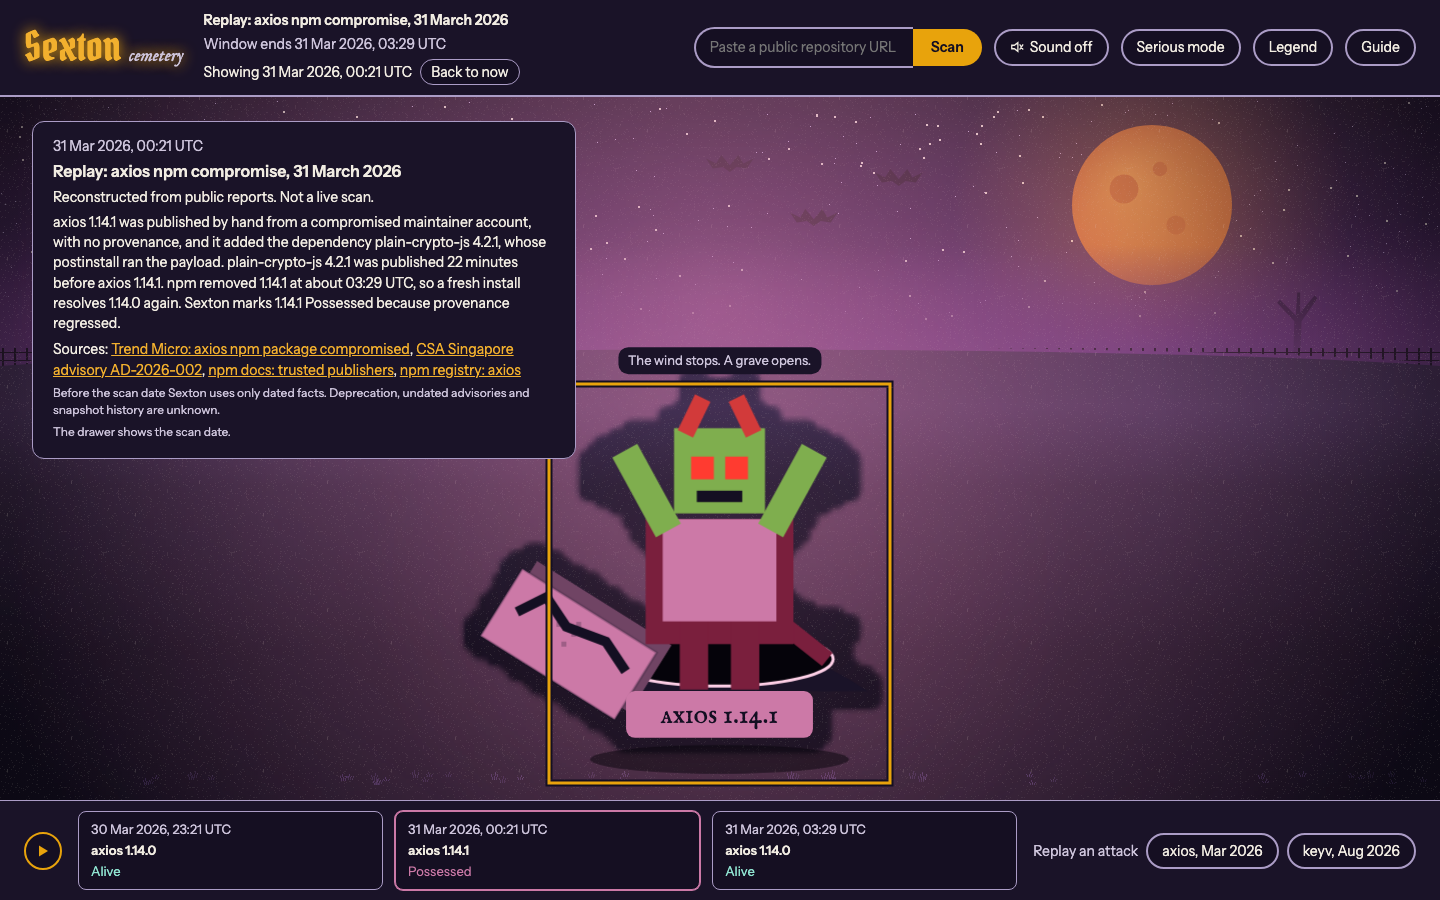 Sexton cemetery
Replay: axios npm compromise, 31 March 2026
Window ends 31 Mar 2026, 03:29 UTC
Showing 31 Mar 2026, 00:21 UTC Back to now
Paste a public repository URL Scan
Sound off
Serious mode
Legend
Guide
31 Mar 2026, 00:21 UTC
Replay: axios npm compromise, 31 March 2026
Reconstructed from public reports. Not a live scan.
axios 1.14.1 was published by hand from a compromised maintainer account,
with no provenance, and it added the dependency plain-crypto-js 4.2.1, whose
postinstall ran the payload. plain-crypto-js 4.2.1 was published 22 minutes
before axios 1.14.1. npm removed 1.14.1 at about 03:29 UTC, so a fresh install
resolves 1.14.0 again. Sexton marks 1.14.1 Possessed because provenance
regressed.
Sources: Trend Micro: axios npm package compromised, CSA Singapore
advisory AD-2026-002, npm docs: trusted publishers, npm registry: axios
Before the scan date Sexton uses only dated facts. Deprecation, undated advisories and
snapshot history are unknown.
The drawer shows the scan date.
The wind stops. A grave opens.
AXIOS 1.14.1
30 Mar 2026, 23:21 UTC
axios 1.14.0
Alive
31 Mar 2026, 00:21 UTC
axios 1.14.1
Possessed
31 Mar 2026, 03:29 UTC
axios 1.14.0
Alive
Replay an attack
axios, Mar 2026
keyv, Aug 2026